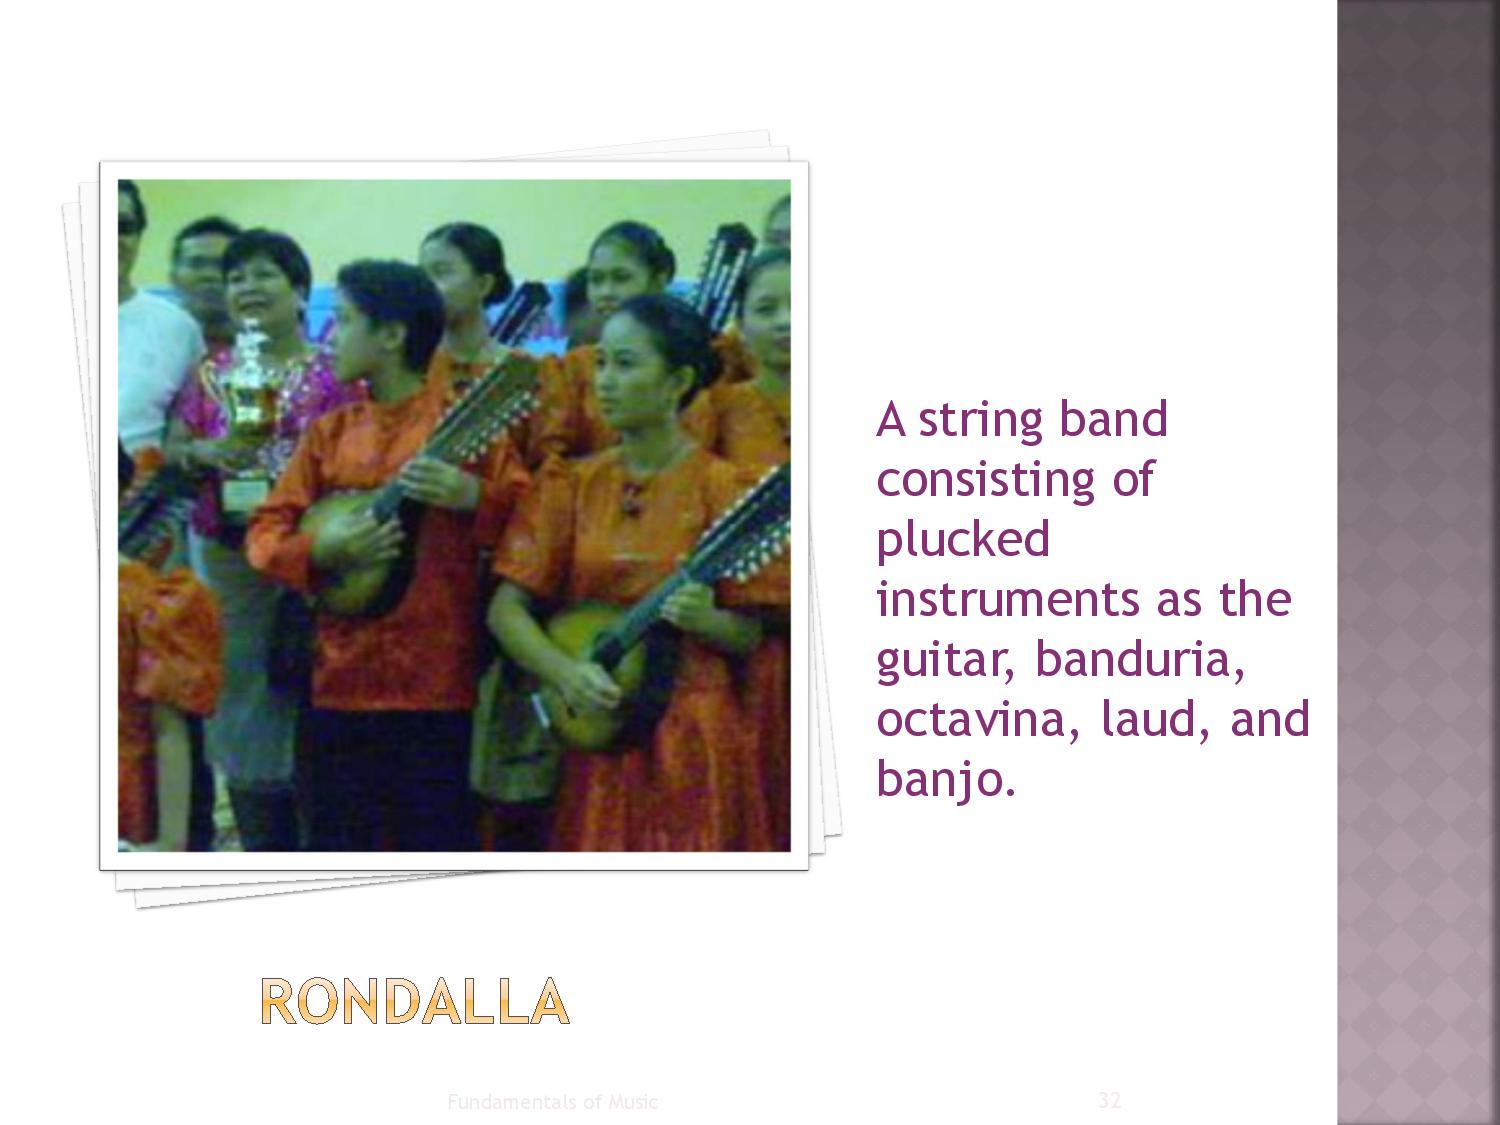 A string band
consisting of
plucked
instruments as the
guitar, banduria,
octavina, laud, and
banjo.
RONDALLA
Fundamentals of Music
32